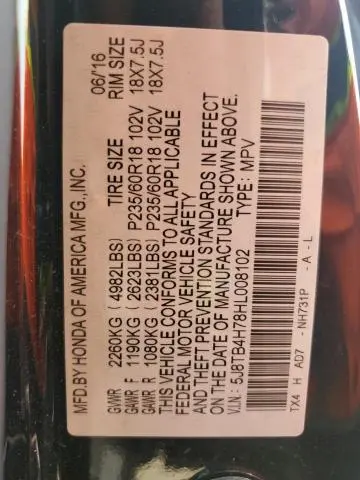 MFD.BY HONDA OF AMERICA MFG.,INC. 06/'16
GVWR 2260KG ( 4982LBS) TIRE SIZE RIM SIZE
GAWR F 1190KG ( 2623LBS) P235/60R18 102V 18X7.5J
GAWR R 1080KG ( 2381LBS) P235/60R18 102V 18X7.5J
THIS VEHICLE CONFORMS TO ALL APPLICABLE
FEDERAL MOTOR VEHICLE SAFETY
AND THEFT PREVENTION STANDARDS IN EFFECT
ON THE DATE OF MANUFACTURE SHOWN ABOVE.
V.I.N.: 5J8TB4H78HL008102 TYPE: MPV
TX4 H AD7 - NH731P - A - L